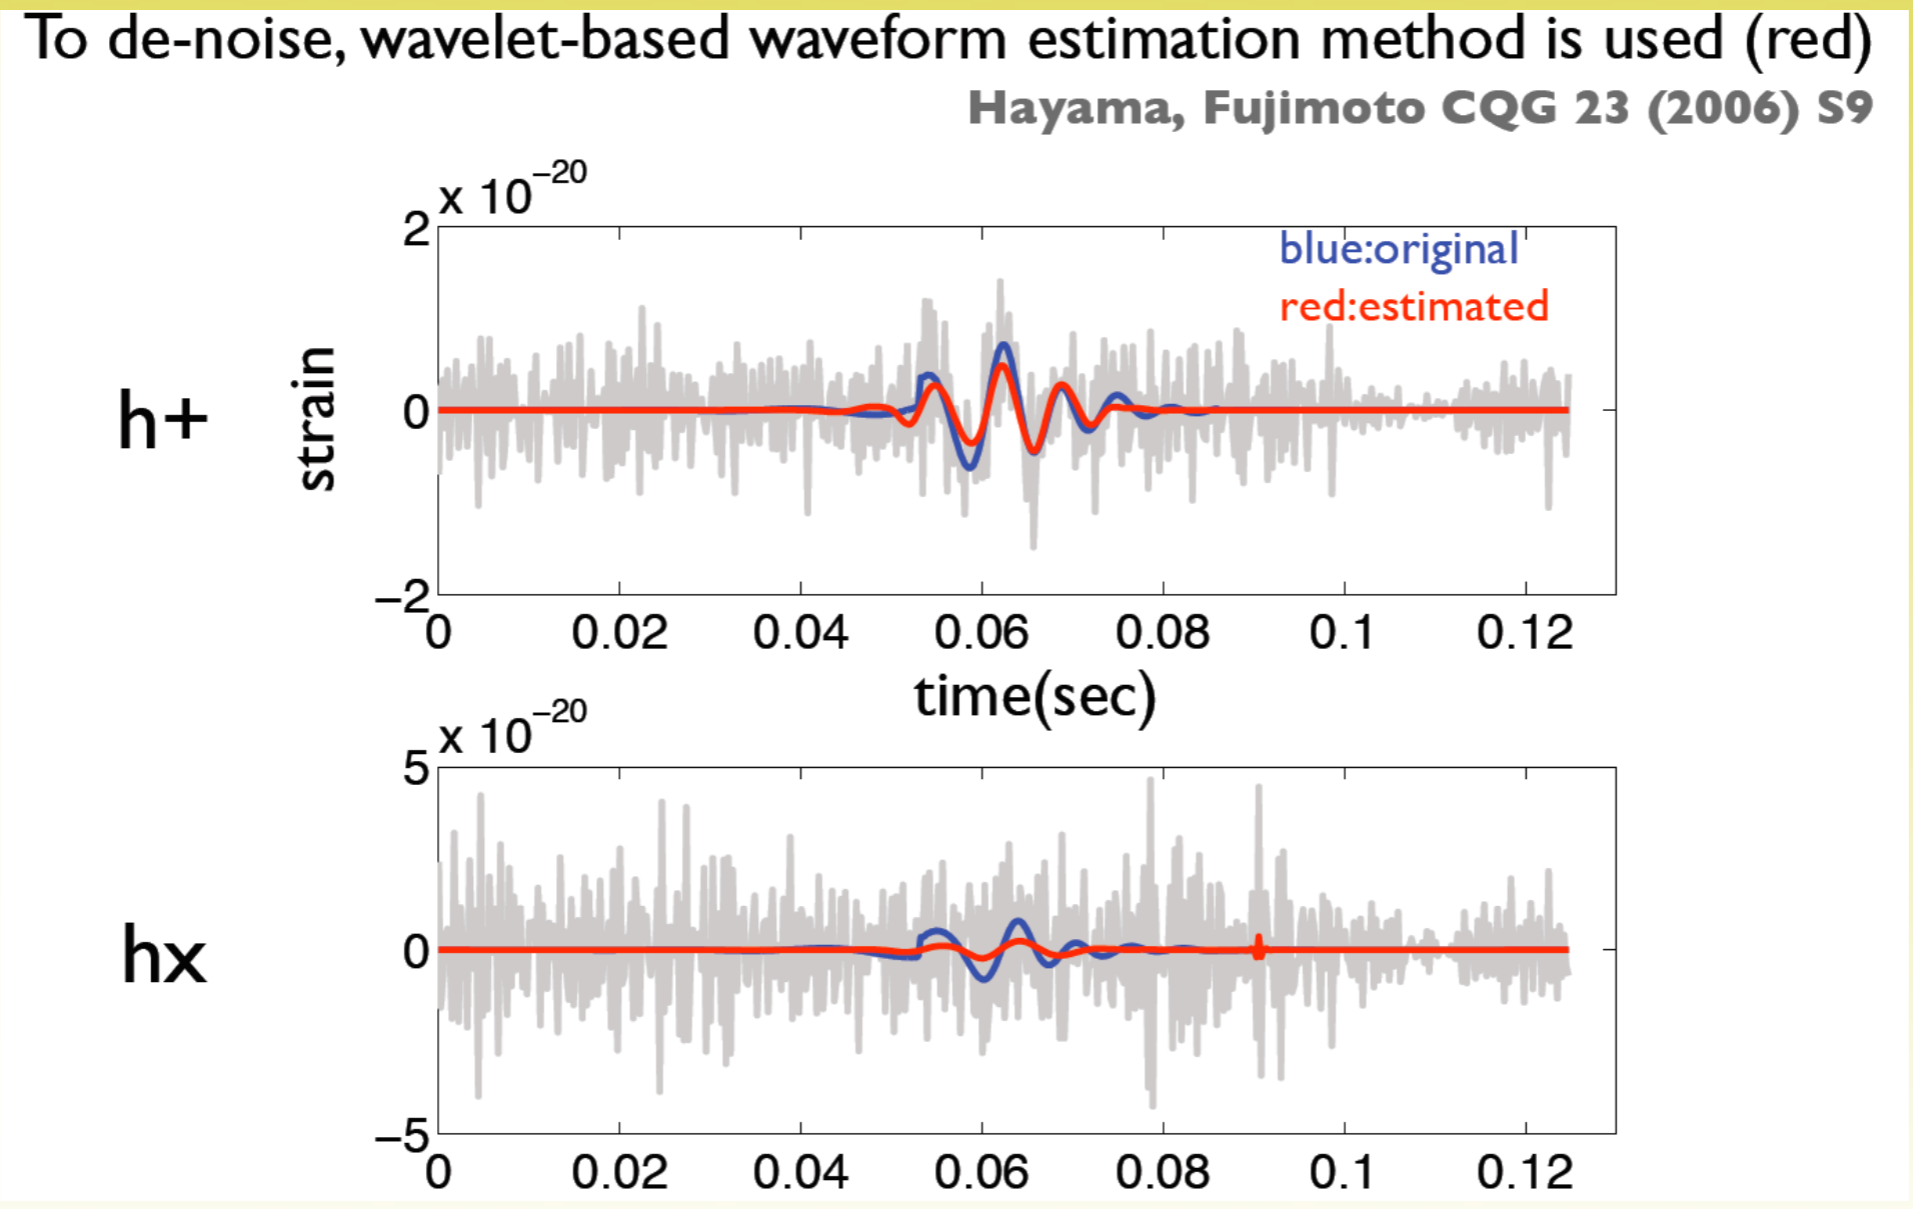 To de-noise, wavelet-based waveform estimation method is used (red)
Hayama, Fujimoto CQG 23 (2006) S9
x 10^−20
2
blue:original
red:estimated
h+
strain
0
−2
0 0.02 0.04 0.06 0.08 0.1 0.12
time(sec)
x 10^−20
5
hx
0
−5
0 0.02 0.04 0.06 0.08 0.1 0.12